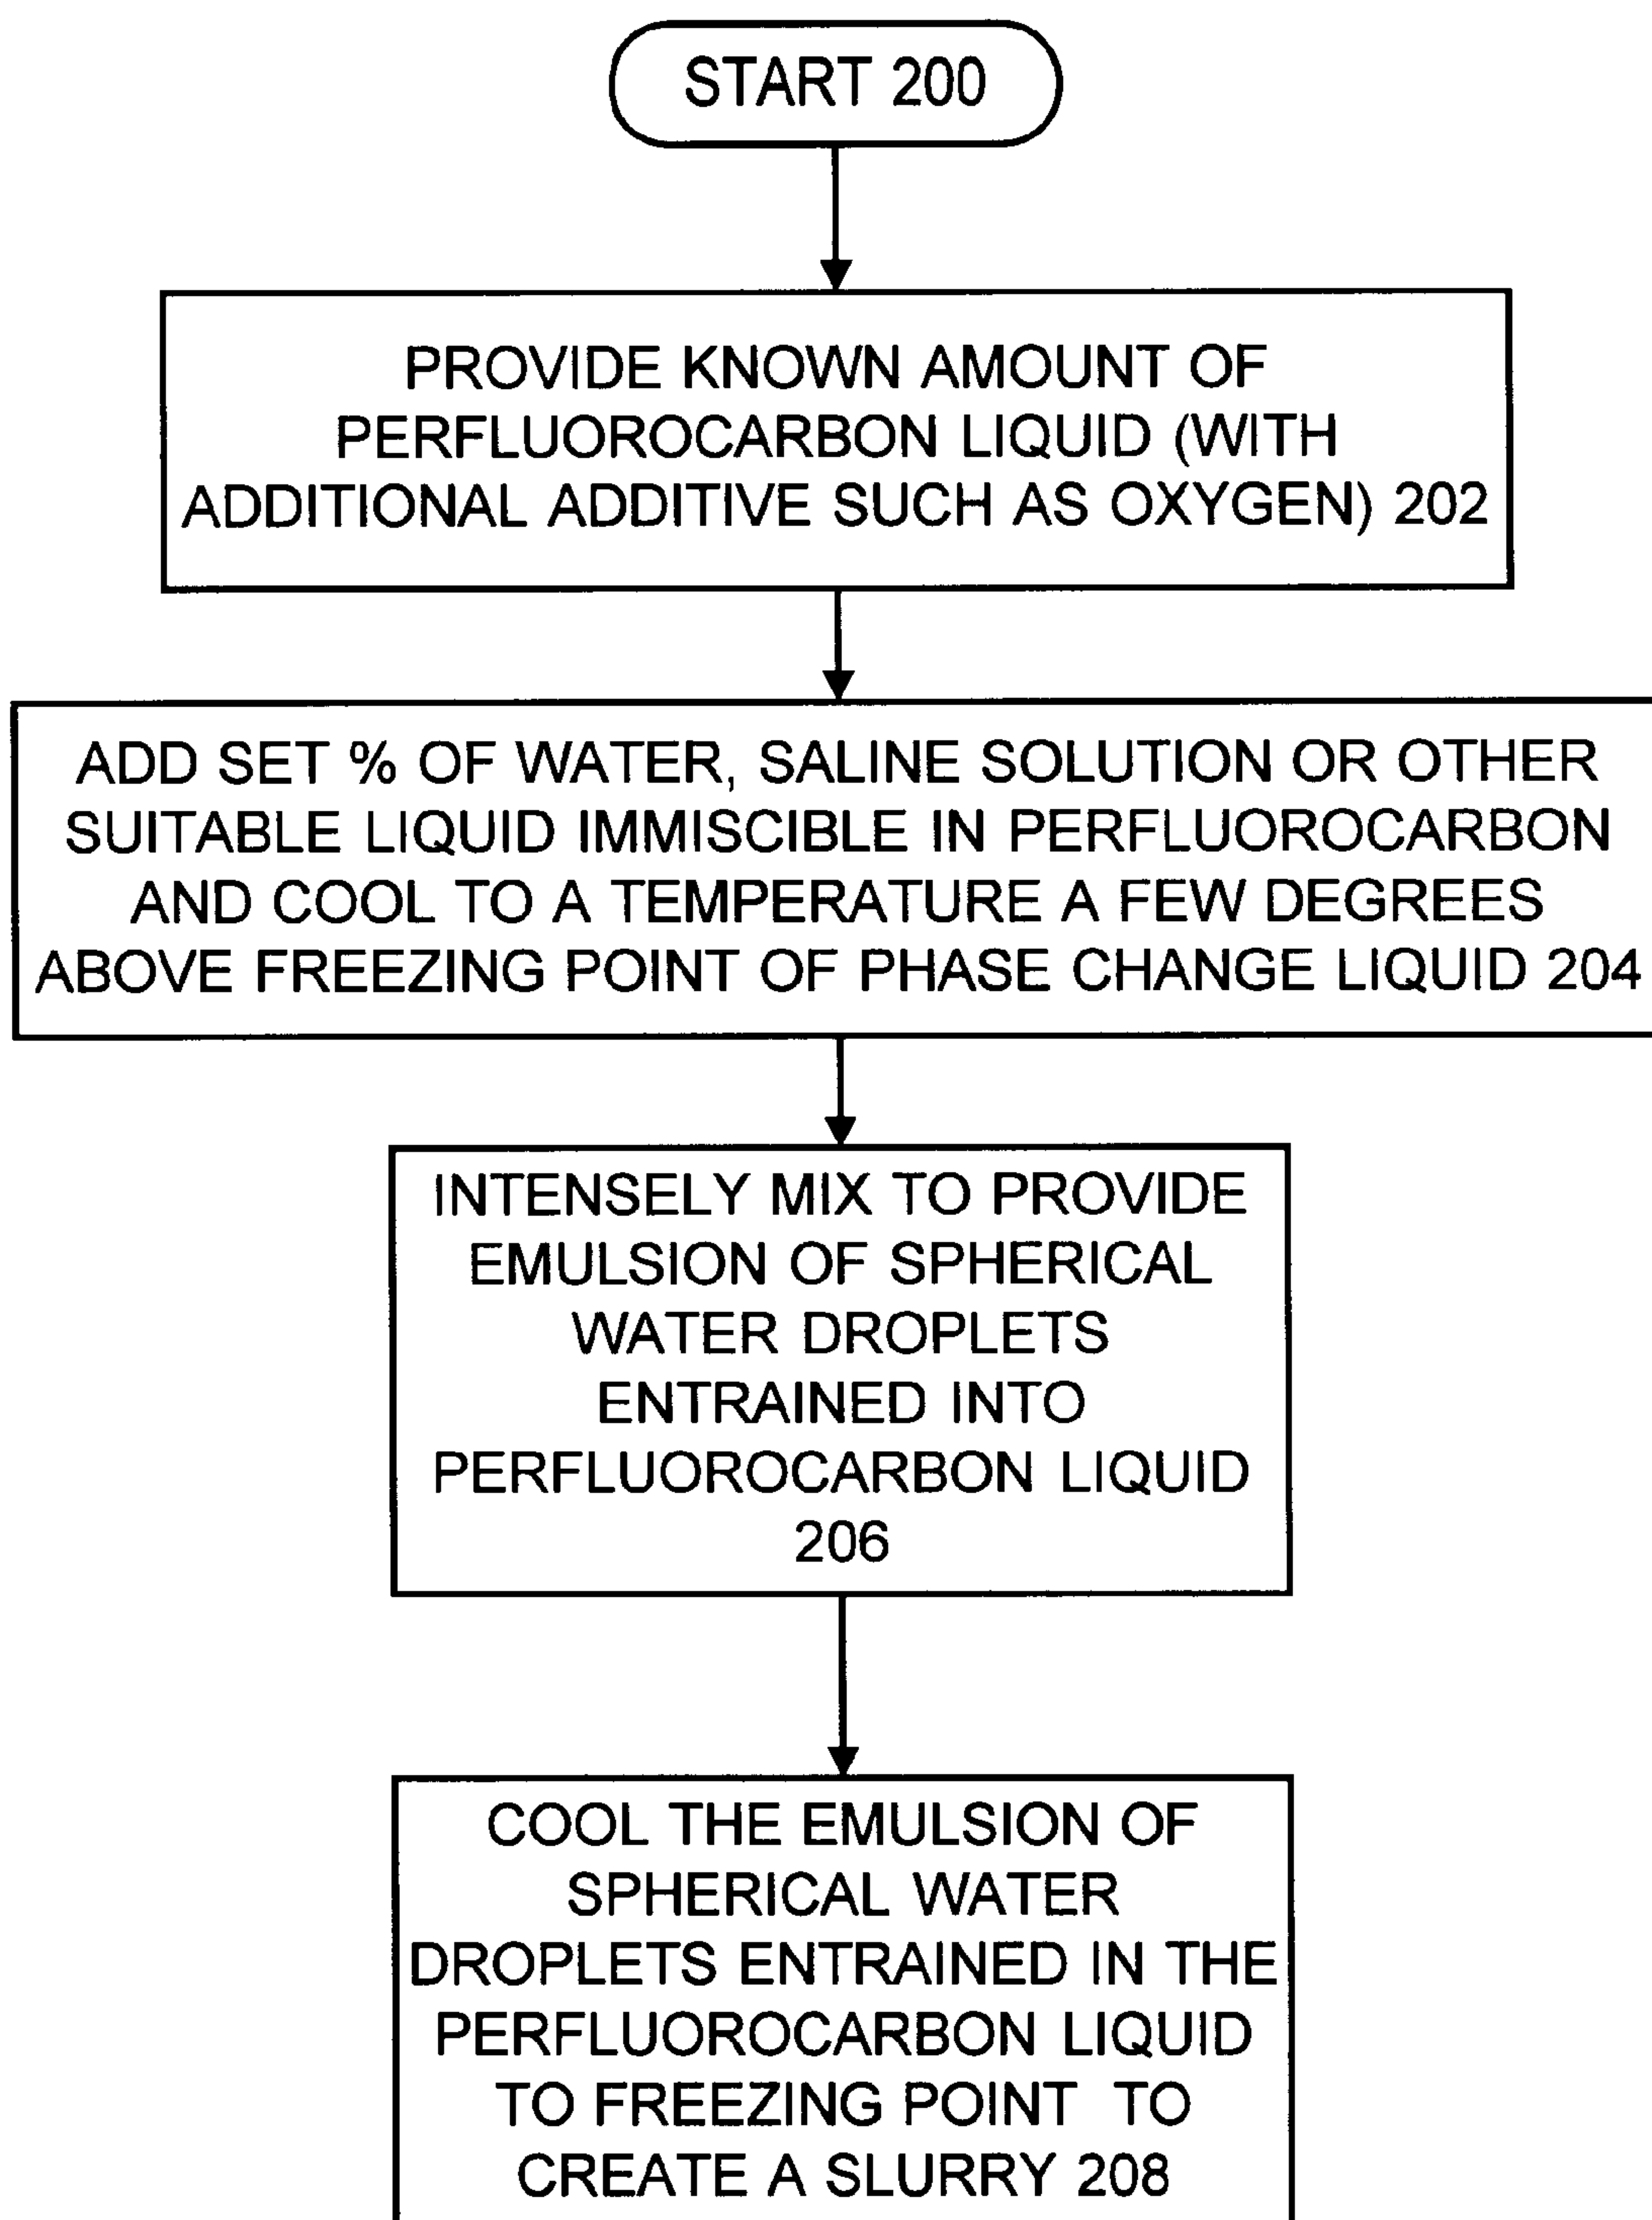 START 200
PROVIDE KNOWN AMOUNT OF
PERFLUOROCARBON LIQUID (WITH
ADDITIONAL ADDITIVE SUCH AS OXYGEN) 202
ADD SET % OF WATER, SALINE SOLUTION OR OTHER
SUITABLE LIQUID IMMISCIBLE IN PERFLUOROCARBON
AND COOL TO A TEMPERATURE A FEW DEGREES
ABOVE FREEZING POINT OF PHASE CHANGE LIQUID 204
INTENSELY MIX TO PROVIDE
EMULSION OF SPHERICAL
WATER DROPLETS
ENTRAINED INTO
PERFLUOROCARBON LIQUID
206
COOL THE EMULSION OF
SPHERICAL WATER
DROPLETS ENTRAINED IN THE
PERFLUOROCARBON LIQUID
TO FREEZING POINT TO
CREATE A SLURRY 208